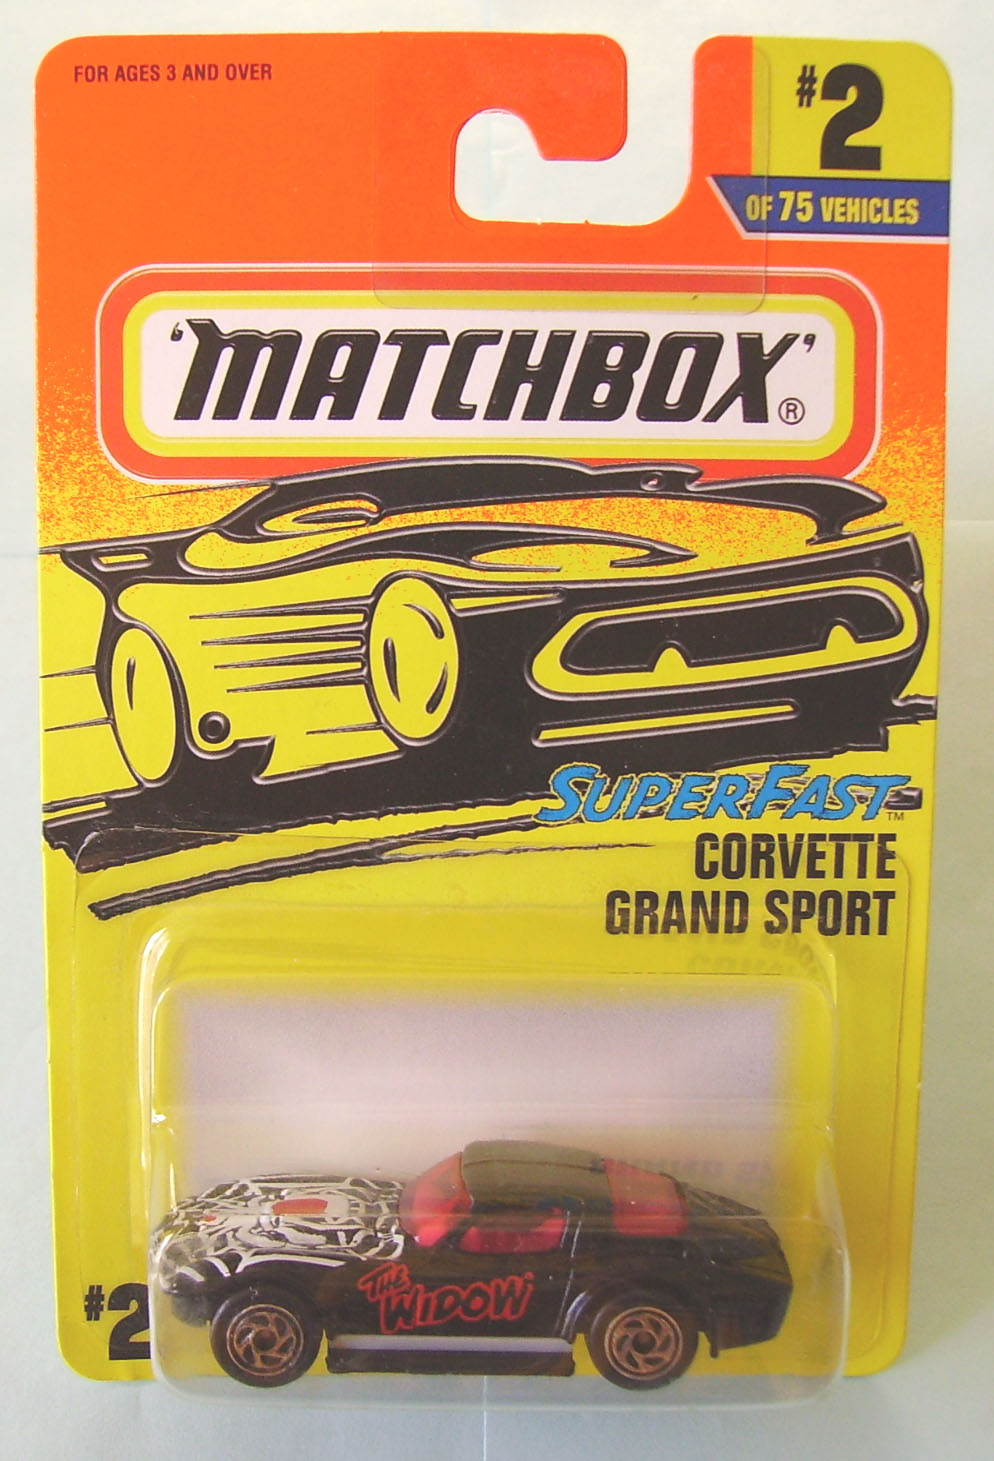 FOR AGES 3 AND OVER
#2
OF 75 VEHICLES
'MATCHBOX'®
SUPERFAST™
CORVETTE
GRAND SPORT
THE
WIDOW
#2